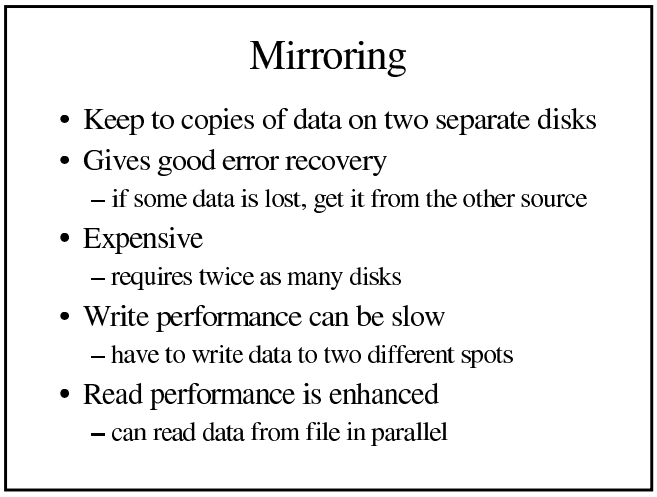 Mirroring
• Keep to copies of data on two separate disks
• Gives good error recovery
– if some data is lost, get it from the other source
• Expensive
– requires twice as many disks
• Write performance can be slow
– have to write data to two different spots
• Read performance is enhanced
– can read data from file in parallel